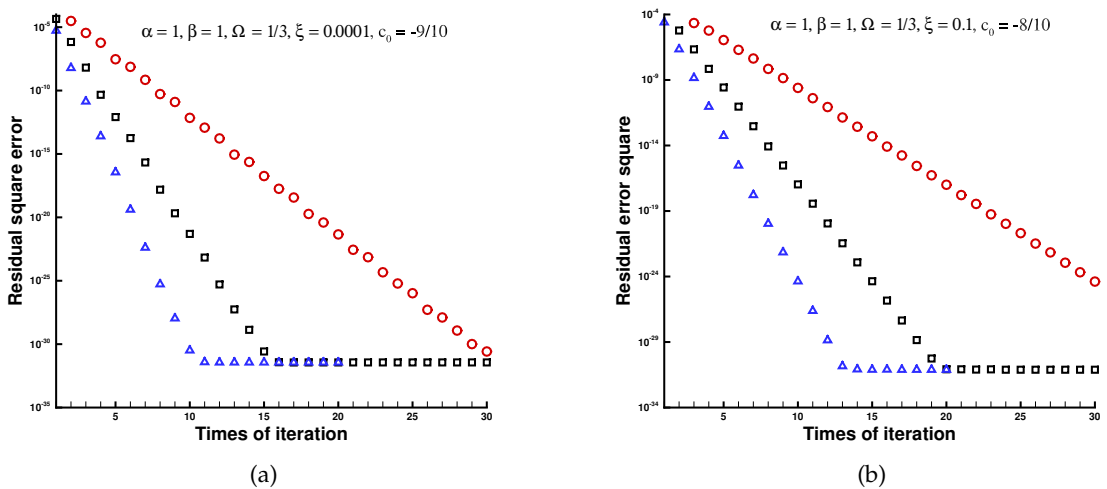 α = 1, β = 1, Ω = 1/3, ξ = 0.0001, c₀ = -9/10
Residual square error
10⁻⁵
10⁻¹⁰
10⁻¹⁵
10⁻²⁰
10⁻²⁵
10⁻³⁰
10⁻³⁵
5 10 15 20 25 30
Times of iteration
(a)
α = 1, β = 1, Ω = 1/3, ξ = 0.1, c₀ = -8/10
Residual error square
10⁻⁴
10⁻⁹
10⁻¹⁴
10⁻¹⁹
10⁻²⁴
10⁻²⁹
10⁻³⁴
5 10 15 20 25 30
Times of iteration
(b)